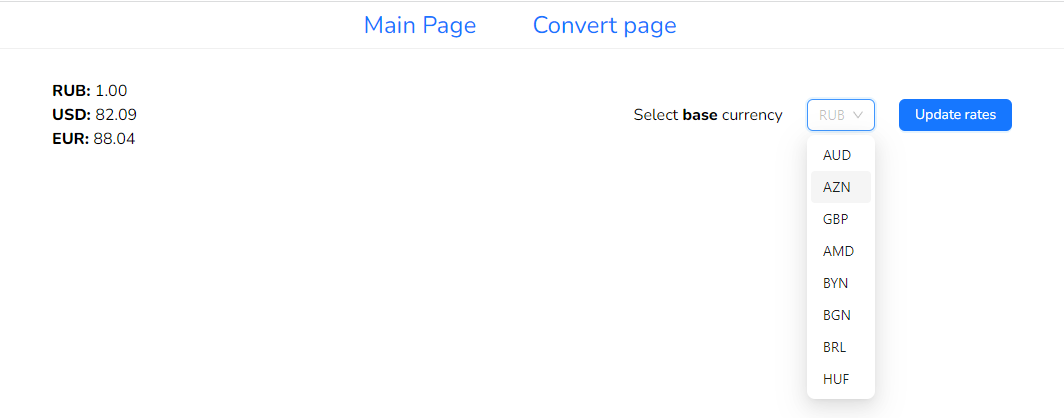 Main Page Convert page
RUB: 1.00
USD: 82.09
EUR: 88.04
Select base currency RUB Update rates
AUD
AZN
GBP
AMD
BYN
BGN
BRL
HUF